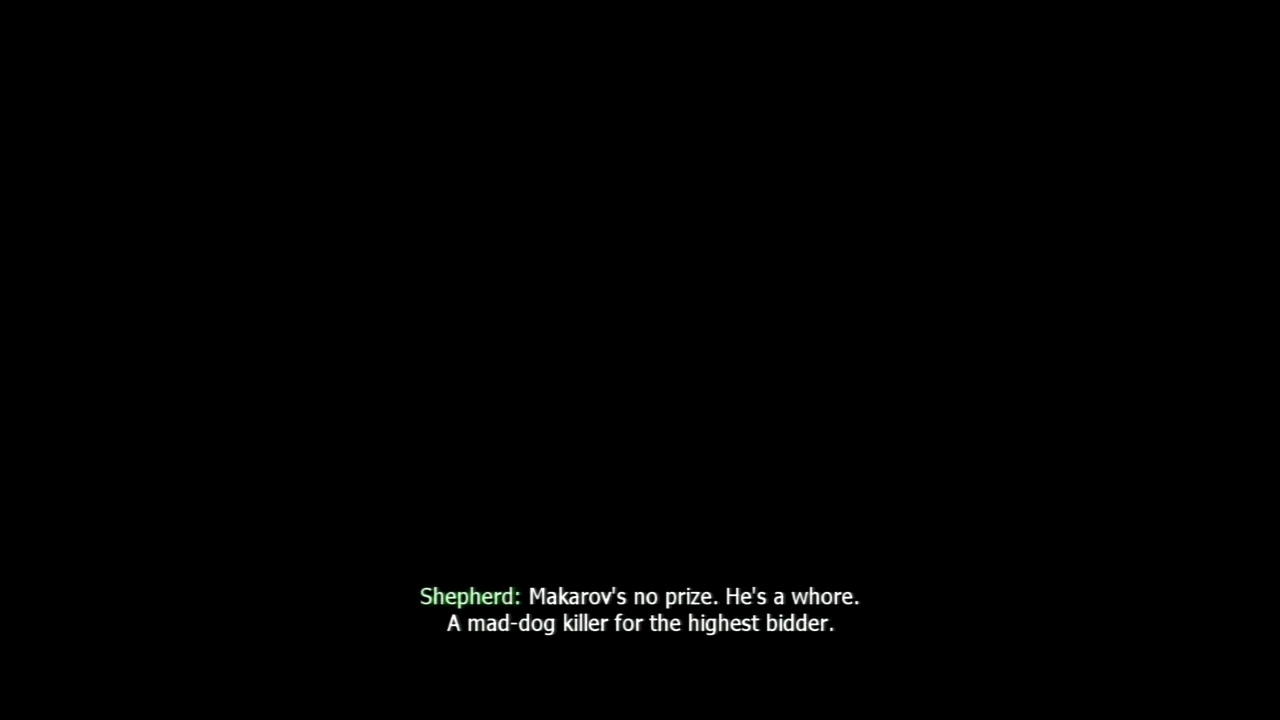 Shepherd: Makarov's no prize. He's a whore.
A mad-dog killer for the highest bidder.